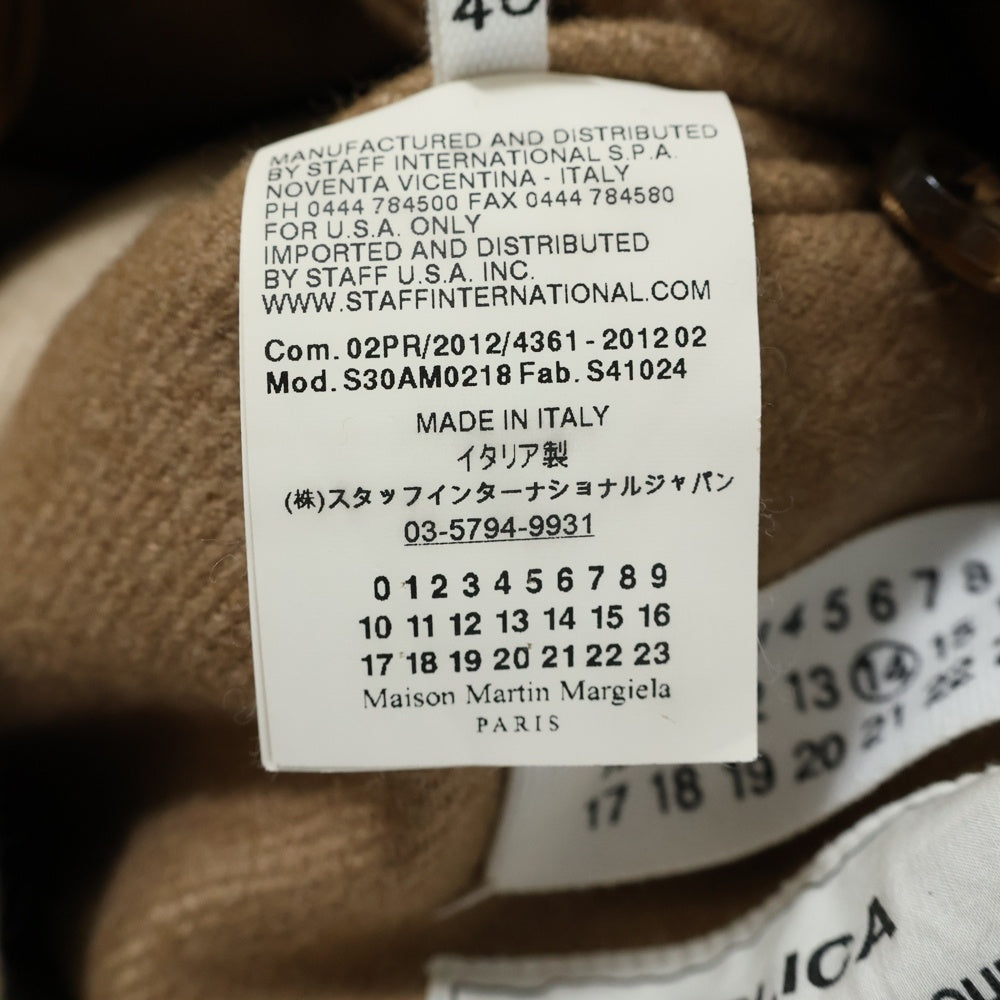 MANUFACTURED AND DISTRIBUTED
BY STAFF INTERNATIONAL S.P.A.
NOVENTA VICENTINA - ITALY
PH 0444 784500 FAX 0444 784580
FOR U.S.A. ONLY
IMPORTED AND DISTRIBUTED
BY STAFF U.S.A. INC.
WWW.STAFFINTERNATIONAL.COM
Com. 02PR/2012/4361 - 201202
Mod. S30AM0218 Fab. S41024
MADE IN ITALY
イタリア製
(株)スタッフインターナショナルジャパン
03-5794-9931
0 1 2 3 4 5 6 7 8 9
10 11 12 13 14 15 16
17 18 19 20 21 22 23
Maison Martin Margiela
PARIS
4 5 6 7 8
13 14 15
17 18 19 20 21 22